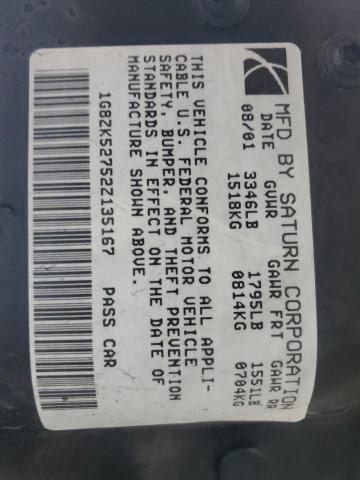 MFD BY SATURN CORPORATION
DATE GVWR GAWR FRT GAWR RR
08/01 3346LB 1795LB 1551LB
1518KG 0814KG 0704KG
THIS VEHICLE CONFORMS TO ALL APPLI-
CABLE U.S. FEDERAL MOTOR VEHICLE
SAFETY, BUMPER, AND THEFT PREVENTION
STANDARDS IN EFFECT ON THE DATE OF
MANUFACTURE SHOWN ABOVE.
1G8ZK52752Z135167 PASS CAR